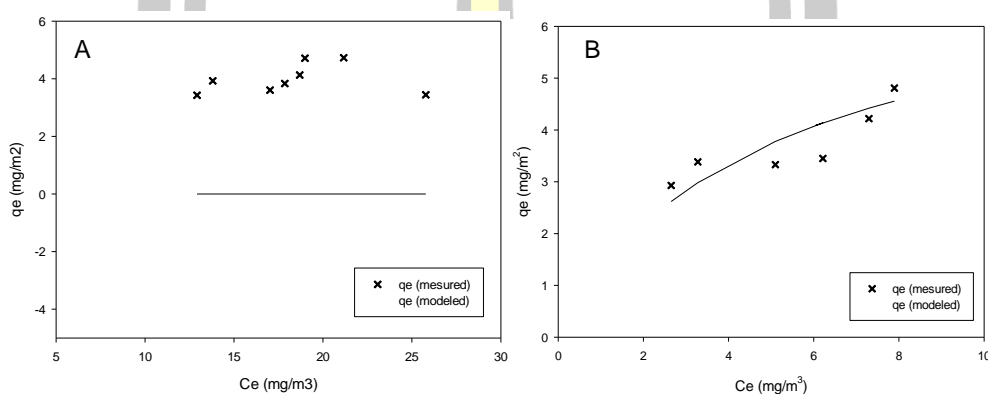 A
6
4
2
0
-2
-4
qe (mg/m2)
qe (mesured)
qe (modeled)
5 10 15 20 25 30
Ce (mg/m3)
B
6
5
4
3
2
1
0
qe (mg/m²)
qe (mesured)
qe (modeled)
0 2 4 6 8 10
Ce (mg/m³)